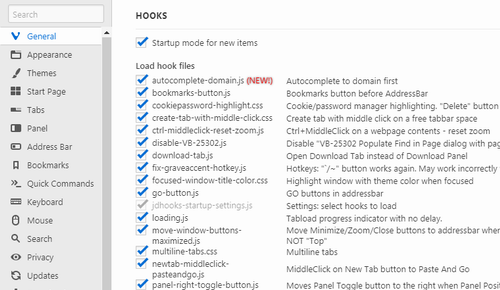 Search
General
Appearance
Themes
Start Page
Tabs
Panel
Address Bar
Bookmarks
Quick Commands
Keyboard
Mouse
Search
Privacy
Updates
HOOKS
Startup mode for new items
Load hook files
autocomplete-domain.js (NEW!) Autocomplete to domain first
bookmarks-button.js Bookmarks button before AddressBar
cookiepassword-highlight.css Cookie/password manager highlighting. "Delete" button
create-tab-with-middle-click.css Create tab with middle click on a free tabbar space
ctrl-middleclick-reset-zoom.js Ctrl+MiddleClick on a webpage contents - reset zoom
disable-VB-25302.js Disable "VB-25302 Populate Find in Page dialog with pag
download-tab.js Open Download Tab instead of Download Panel
fix-graveaccent-hotkey.js Hotkeys: "`/~" button works again. May work incorrectly
focused-window-title-color.css Highlight window with theme color when focused
go-button.js GO buttons in addressbar
jdhooks-startup-settings.js Settings: select hooks to load
loading.js Tabload progress indicator with no delay.
move-window-buttons- Move Minimize/Zoom/Close buttons to addressbar when
maximized.js NOT "Top"
multiline-tabs.css Multiline tabs
newtab-middleclick- MiddleClick on New Tab button to Paste And Go
pasteandgo.js
panel-right-toggle-button.js Moves Panel Toggle button to the right when Panel Positi